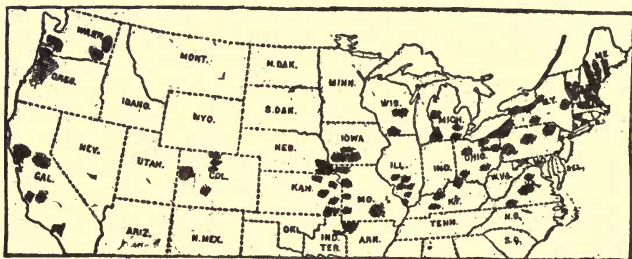 WASH.
MONT.
N.DAK.
MINN.
ME.
OREG.
IDAHO.
S.DAK.
WIS.
MICH.
N.Y.
WYO.
IOWA
NEV.
UTAH.
NEB.
ILL.
IND.
OHIO.
DEL.
CAL.
COL.
KAN.
MO.
KY.
W.VA.
TENN.
N.C.
ARIZ.
N.MEX.
OKL.
IND.
TER.
ARK.
S.C.